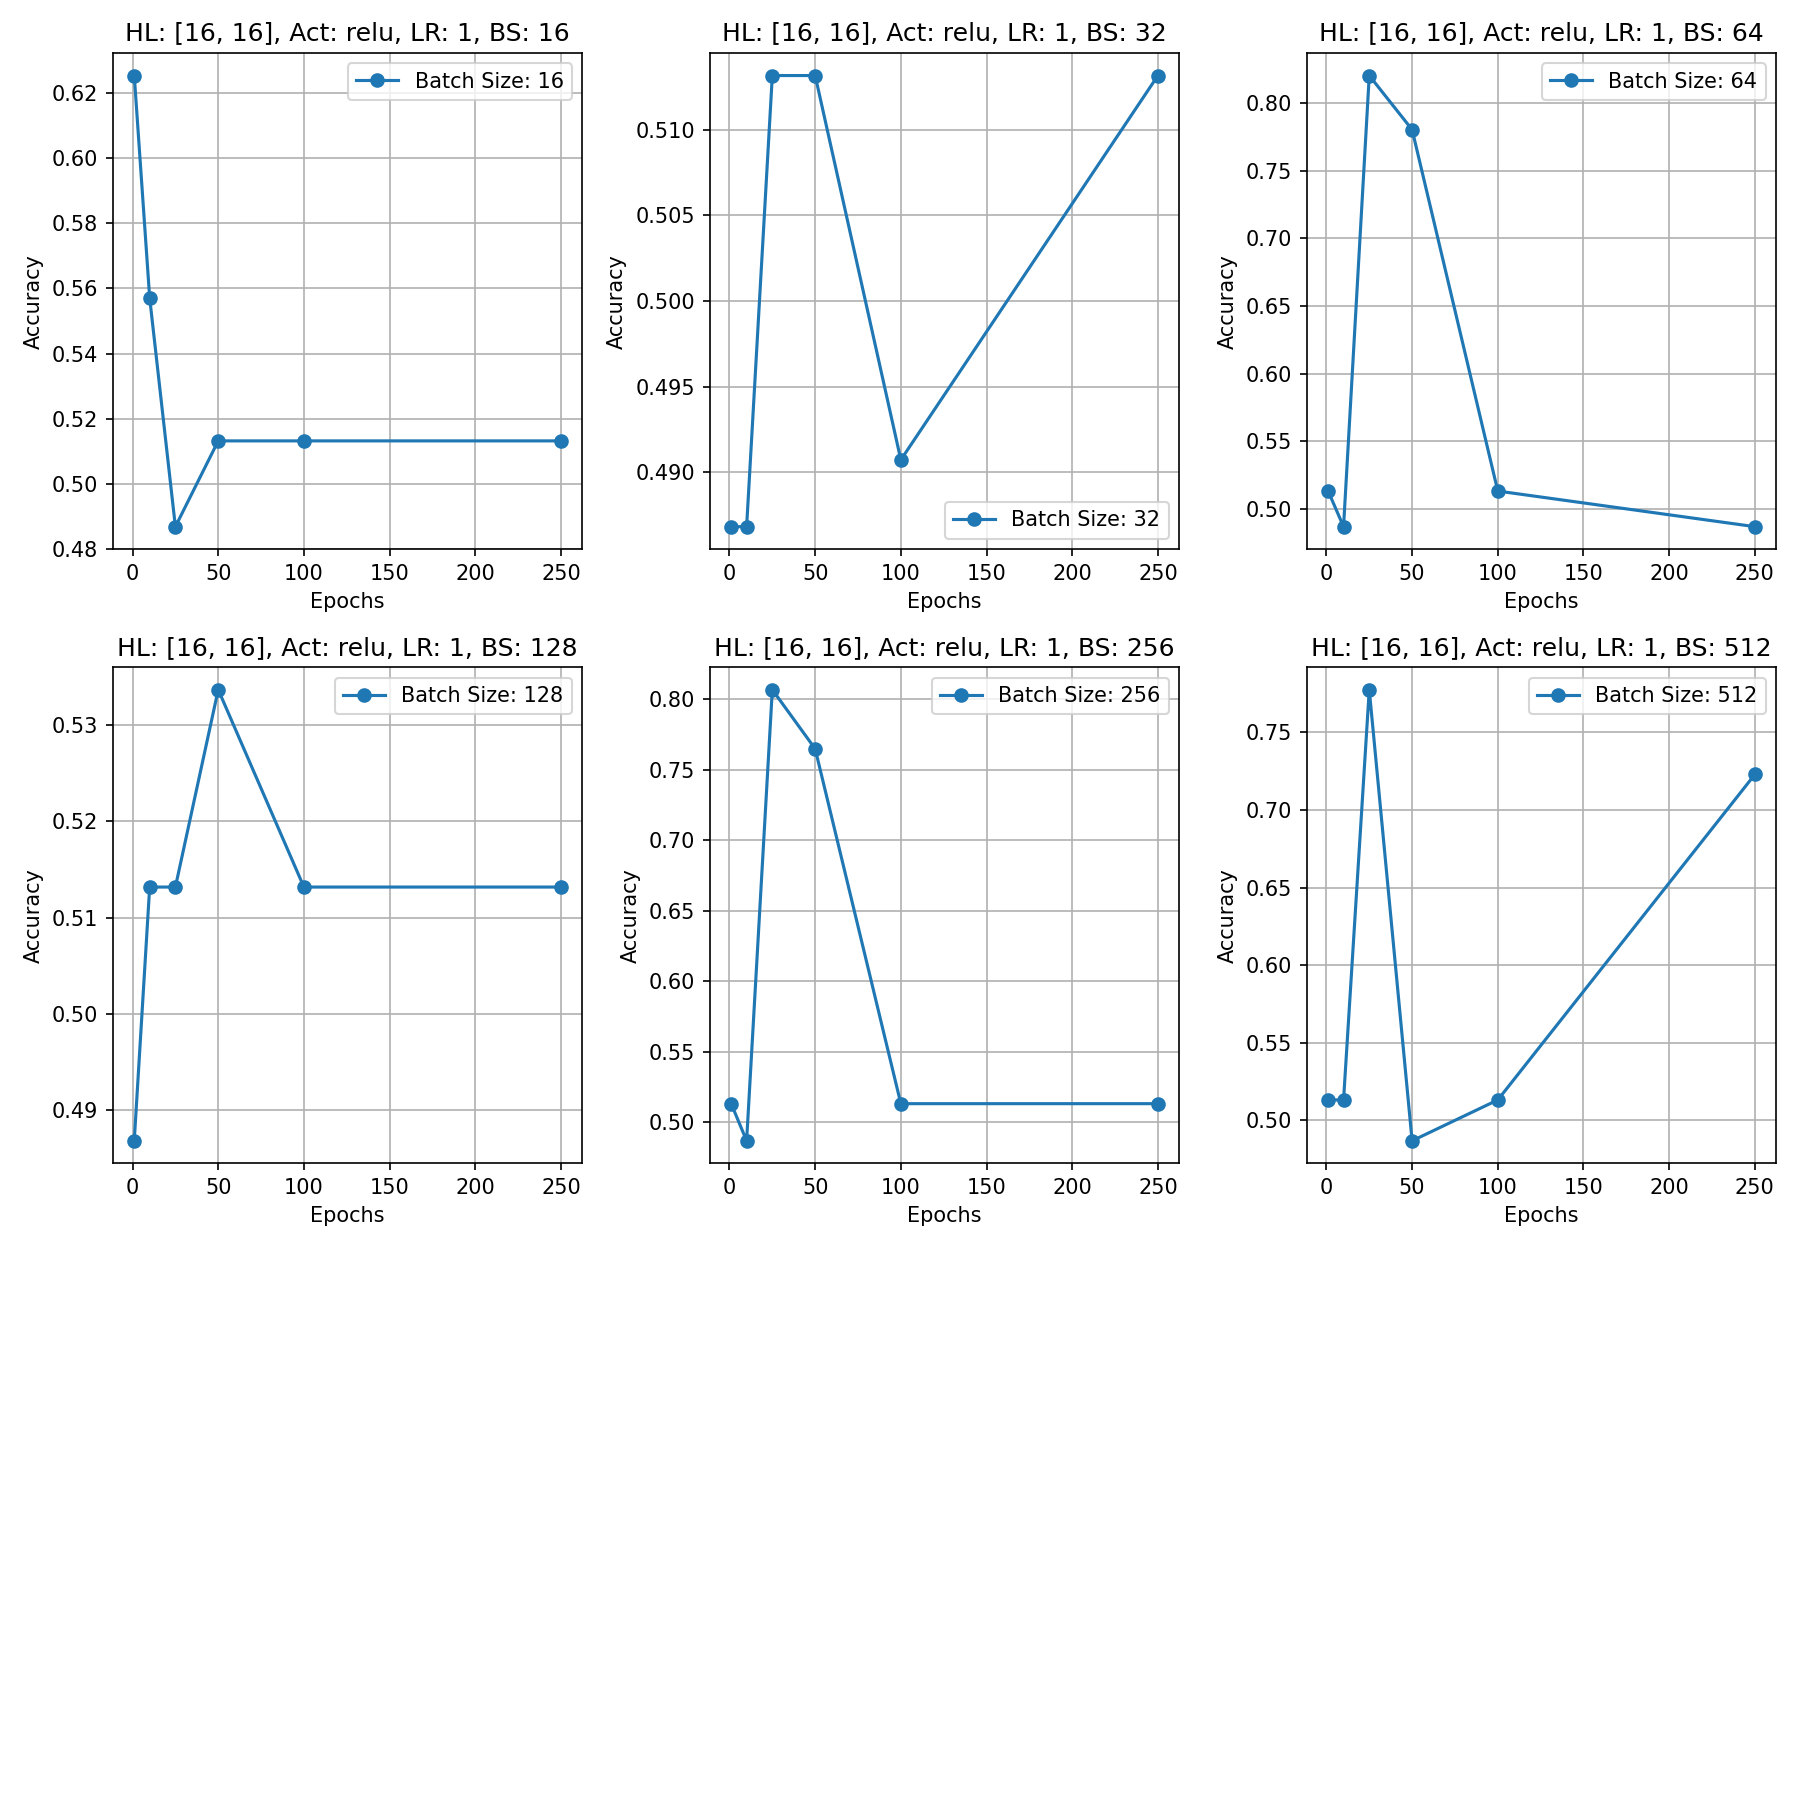 HL: [16, 16], Act: relu, LR: 1, BS: 16
Batch Size: 16
0.62
0.60
0.58
0.56
0.54
0.52
0.50
0.48
Accuracy
0 50 100 150 200 250
Epochs
HL: [16, 16], Act: relu, LR: 1, BS: 32
0.510
0.505
0.500
0.495
0.490
Accuracy
Batch Size: 32
0 50 100 150 200 250
Epochs
HL: [16, 16], Act: relu, LR: 1, BS: 64
Batch Size: 64
0.80
0.75
0.70
0.65
0.60
0.55
0.50
Accuracy
0 50 100 150 200 250
Epochs
HL: [16, 16], Act: relu, LR: 1, BS: 128
Batch Size: 128
0.53
0.52
0.51
0.50
0.49
Accuracy
0 50 100 150 200 250
Epochs
HL: [16, 16], Act: relu, LR: 1, BS: 256
Batch Size: 256
0.80
0.75
0.70
0.65
0.60
0.55
0.50
Accuracy
0 50 100 150 200 250
Epochs
HL: [16, 16], Act: relu, LR: 1, BS: 512
Batch Size: 512
0.75
0.70
0.65
0.60
0.55
0.50
Accuracy
0 50 100 150 200 250
Epochs